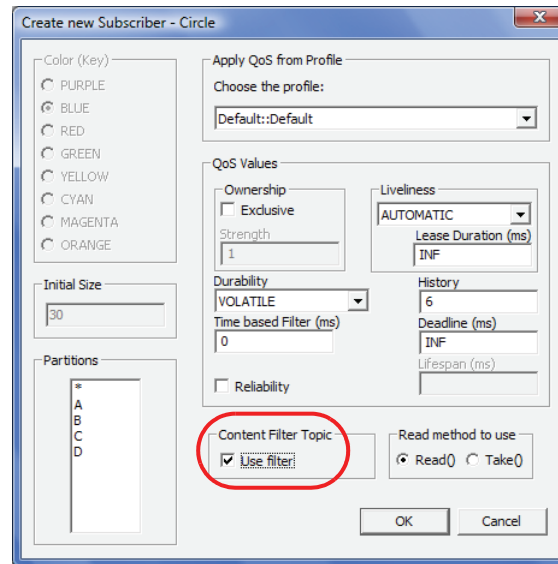 Create new Subscriber - Circle
Color (Key)
PURPLE
BLUE
RED
GREEN
YELLOW
CYAN
MAGENTA
ORANGE
Initial Size
30
Partitions
*
A
B
C
D
Apply QoS from Profile
Choose the profile:
Default::Default
QoS Values
Ownership
Exclusive
Strength
1
Liveliness
AUTOMATIC
Lease Duration (ms)
INF
Durability
VOLATILE
Time based Filter (ms)
0
Reliability
History
6
Deadline (ms)
INF
Lifespan (ms)
Content Filter Topic
Use filter
Read method to use
Read() Take()
OK Cancel